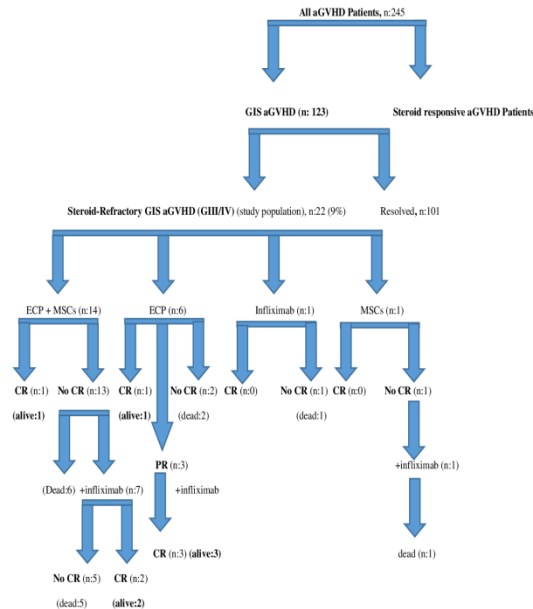 All aGVHD Patients, n:245
GIS aGVHD (n: 123) Steroid responsive aGVHD Patients
Steroid-Refractory GIS aGVHD (GIII/IV) (study population), n:22 (9%) Resolved, n:101
ECP + MSCs (n:14) ECP (n:6) Infliximab (n:1) MSCs (n:1)
CR (n:1) No CR (n:13) CR (n:1) No CR (n:2) CR (n:0) No CR (n:1) CR (n:0) No CR (n:1)
(alive:1) (alive:1) (dead:2) (dead:1)
PR (n:3) +infliximab (n:1)
(Dead:6) +infliximab (n:7) +infliximab
CR (n:3) (alive:3) dead (n:1)
No CR (n:5) CR (n:2)
(dead:5) (alive:2)